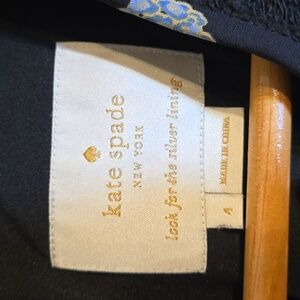 kate spade
NEW YORK
look for the silver lining
MADE IN CHINA
4